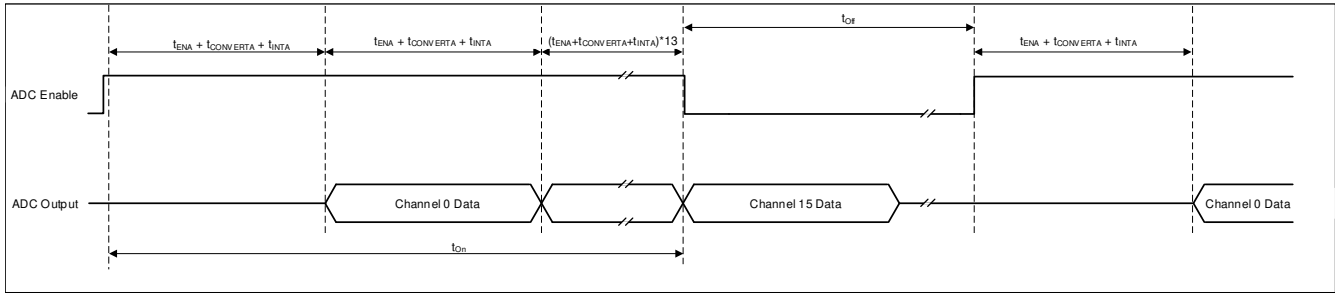 tOff
tENA + tCONVERTA + tINTA
tENA + tCONVERTA + tINTA
(tENA+tCONVERTA+tINTA)*13
tENA + tCONVERTA + tINTA
ADC Enable
ADC Output
Channel 0 Data
Channel 15 Data
Channel 0 Data
tOn